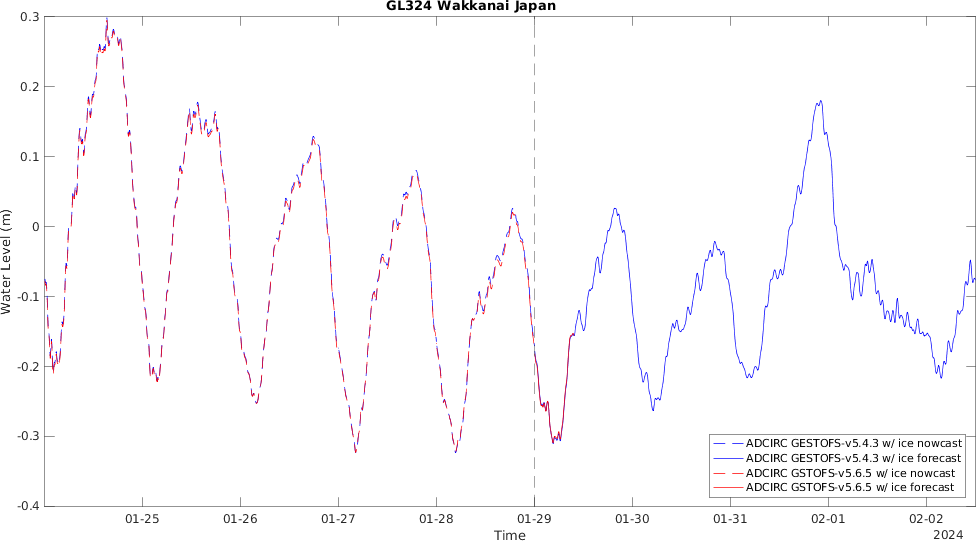 GL324 Wakkanai Japan
0.3
0.2
0.1
0
-0.1
-0.2
-0.3
-0.4
Water Level (m)
ADCIRC GESTOFS-v5.4.3 w/ ice nowcast
ADCIRC GESTOFS-v5.4.3 w/ ice forecast
ADCIRC GSTOFS-v5.6.5 w/ ice nowcast
ADCIRC GSTOFS-v5.6.5 w/ ice forecast
01-25 01-26 01-27 01-28 01-29 01-30 01-31 02-01 02-02
Time
2024